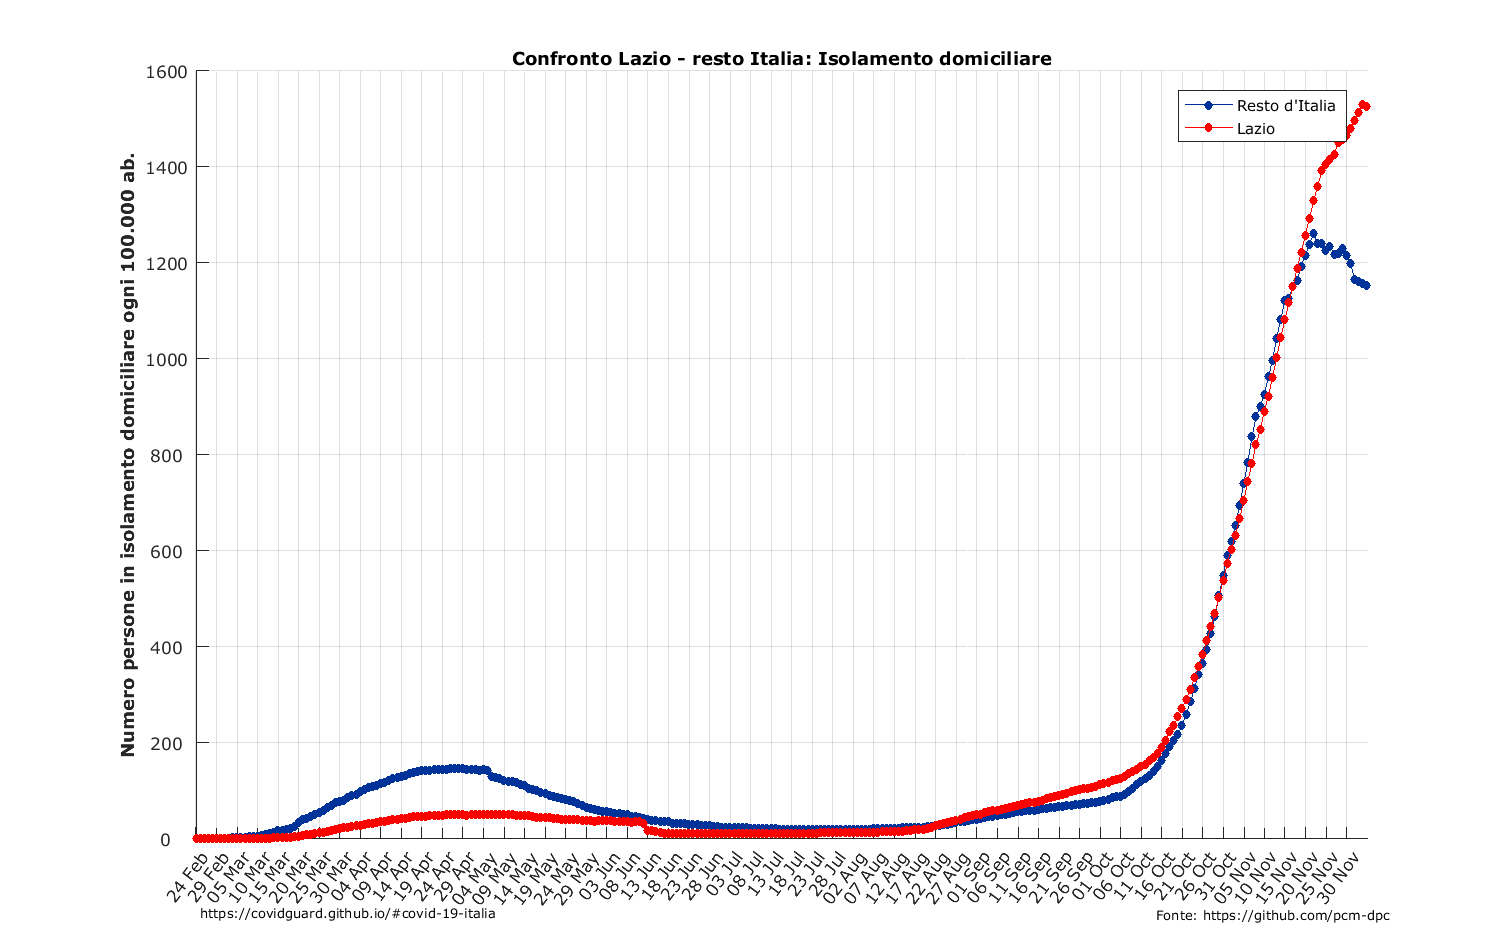 Confronto Lazio - resto Italia: Isolamento domiciliare
Numero persone in isolamento domiciliare ogni 100.000 ab.
1600
1400
1200
1000
800
600
400
200
0
Resto d'Italia
Lazio
24 Feb
29 Feb
05 Mar
10 Mar
15 Mar
20 Mar
25 Mar
30 Mar
04 Apr
09 Apr
14 Apr
19 Apr
24 Apr
29 Apr
04 May
09 May
14 May
19 May
24 May
29 May
03 Jun
08 Jun
13 Jun
18 Jun
23 Jun
28 Jun
03 Jul
08 Jul
13 Jul
18 Jul
23 Jul
28 Jul
02 Aug
07 Aug
12 Aug
17 Aug
22 Aug
27 Aug
01 Sep
06 Sep
11 Sep
16 Sep
21 Sep
26 Sep
01 Oct
06 Oct
11 Oct
16 Oct
21 Oct
26 Oct
31 Oct
05 Nov
10 Nov
15 Nov
20 Nov
25 Nov
30 Nov
https://covidguard.github.io/#covid-19-italia
Fonte: https://github.com/pcm-dpc